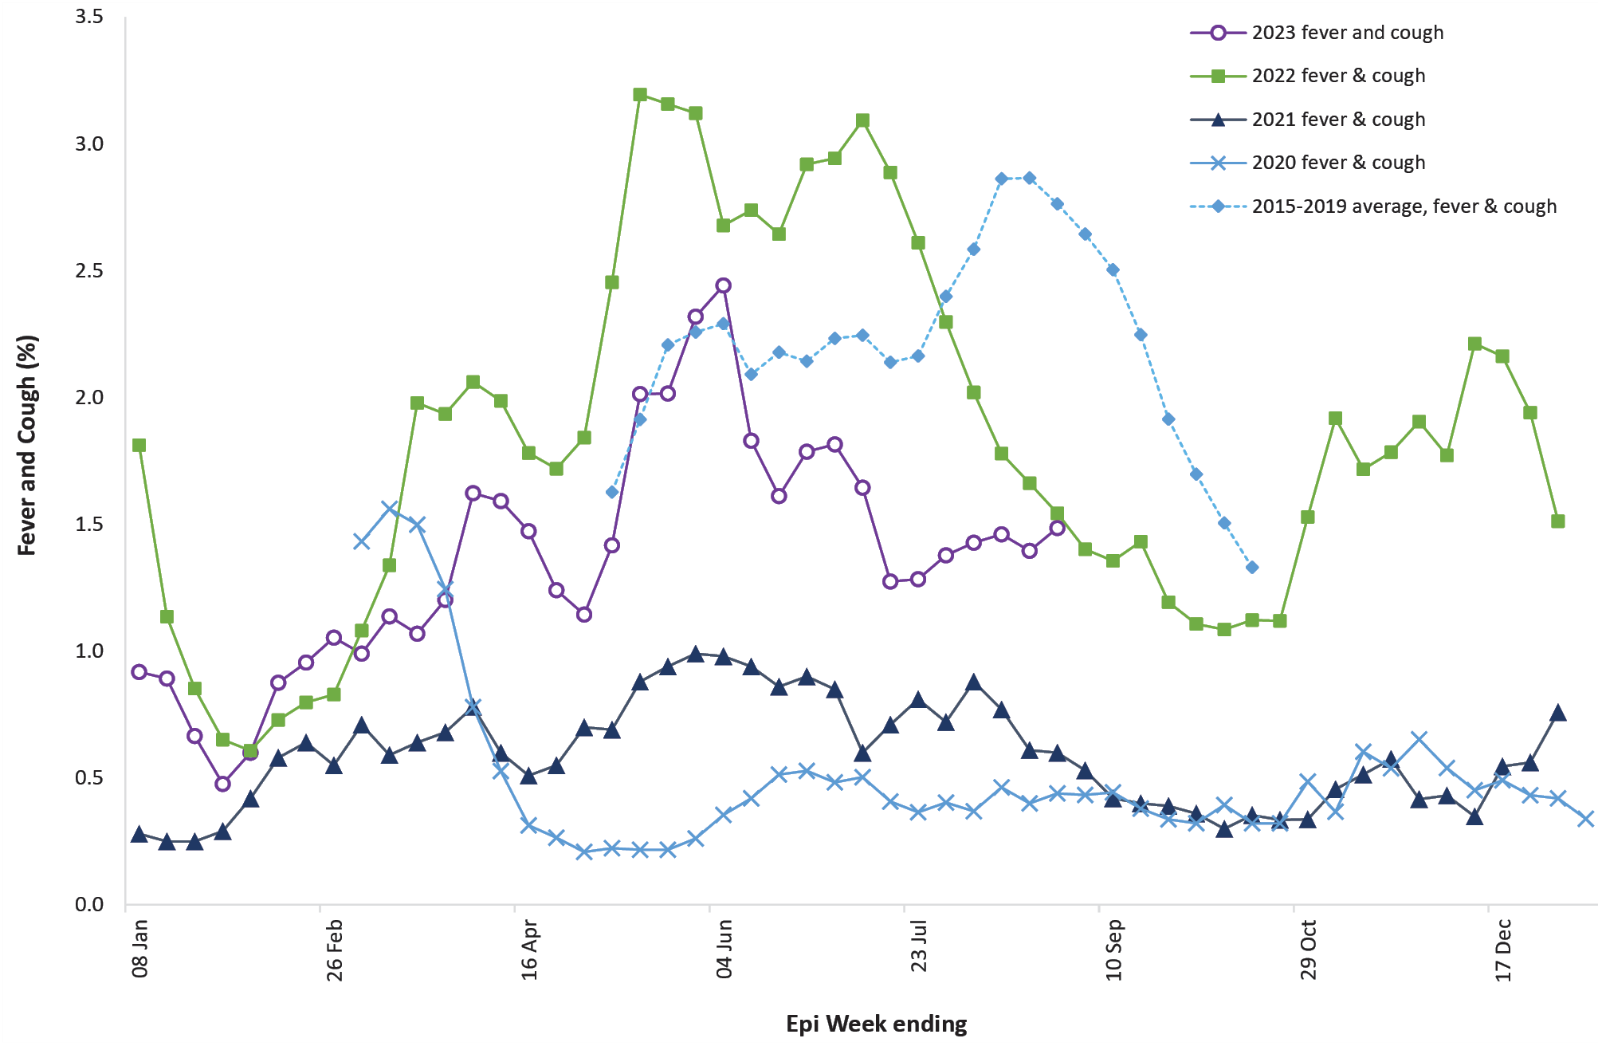 3.5
3.0
2.5
2.0
1.5
1.0
0.5
0.0
Fever and Cough (%)
2023 fever and cough
2022 fever & cough
2021 fever & cough
2020 fever & cough
2015-2019 average, fever & cough
08 Jan
26 Feb
16 Apr
04 Jun
23 Jul
10 Sep
29 Oct
17 Dec
Epi Week ending